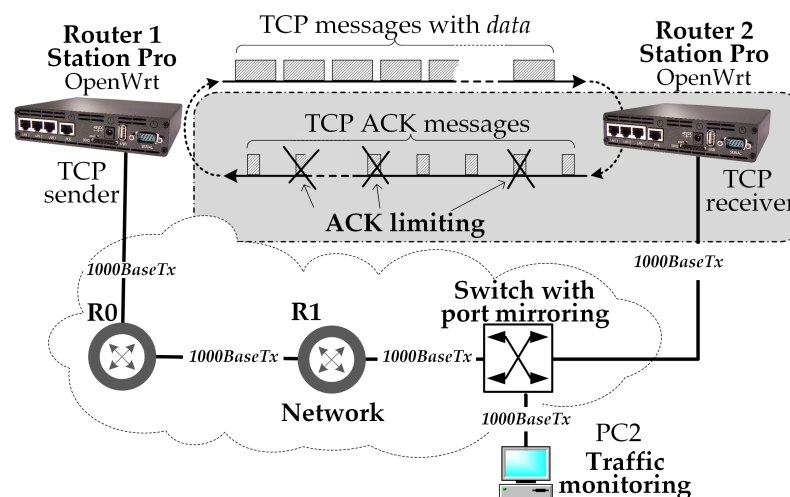 Router 1
Station Pro
OpenWrt
TCP messages with data
Router 2
Station Pro
OpenWrt
TCP ACK messages
TCP
sender
TCP
receiver
ACK limiting
1000BaseTx
1000BaseTx
Switch with
port mirroring
R0
R1
1000BaseTx
1000BaseTx
Network
1000BaseTx
PC2
Traffic
monitoring